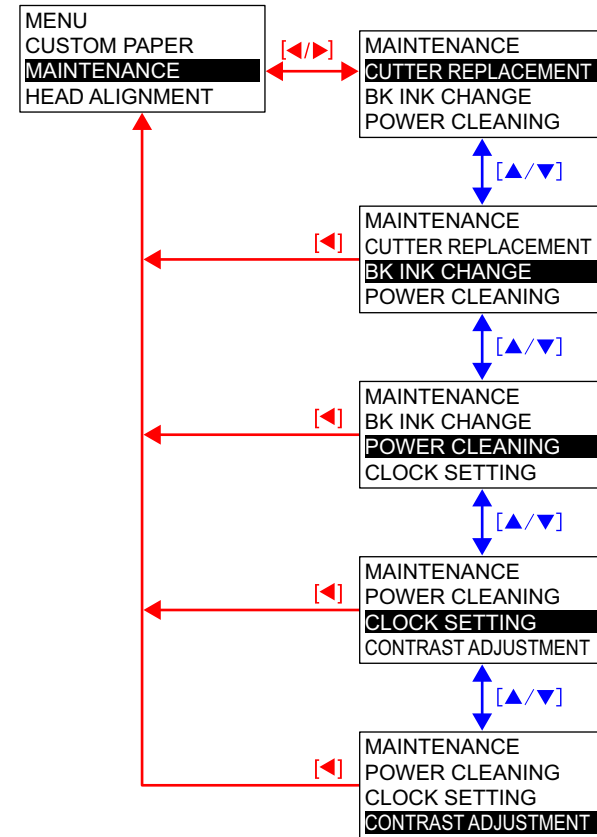 MENU
CUSTOM PAPER
MAINTENANCE
HEAD ALIGNMENT
[◀/▶]
MAINTENANCE
CUTTER REPLACEMENT
BK INK CHANGE
POWER CLEANING
[▲/▼]
[◀]
MAINTENANCE
CUTTER REPLACEMENT
BK INK CHANGE
POWER CLEANING
[▲/▼]
[◀]
MAINTENANCE
BK INK CHANGE
POWER CLEANING
CLOCK SETTING
[▲/▼]
[◀]
MAINTENANCE
POWER CLEANING
CLOCK SETTING
CONTRAST ADJUSTMENT
[▲/▼]
[◀]
MAINTENANCE
POWER CLEANING
CLOCK SETTING
CONTRAST ADJUSTMENT